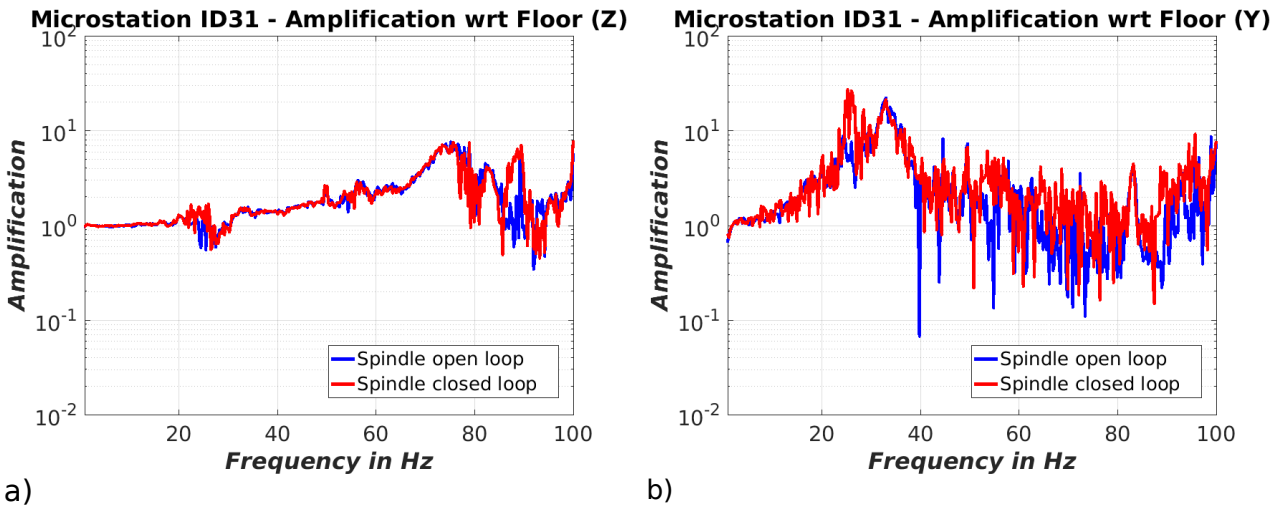 Microstation ID31 - Amplification wrt Floor (Z)
10^2
10^1
10^0
10^-1
10^-2
Amplification
Spindle open loop
Spindle closed loop
20 40 60 80 100
Frequency in Hz
a)
Microstation ID31 - Amplification wrt Floor (Y)
10^2
10^1
10^0
10^-1
10^-2
Amplification
Spindle open loop
Spindle closed loop
20 40 60 80 100
Frequency in Hz
b)